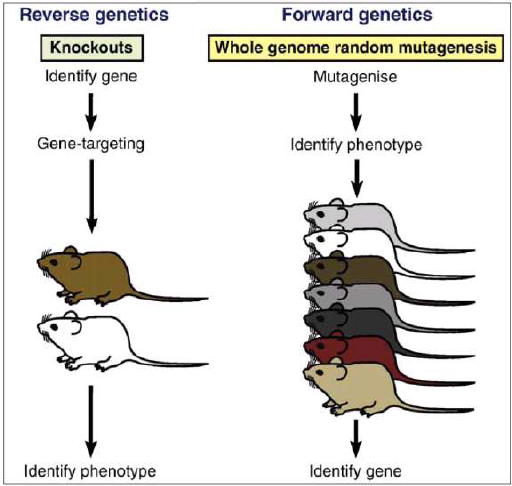 Reverse genetics
Knockouts
Identify gene
Gene-targeting
Identify phenotype
Forward genetics
Whole genome random mutagenesis
Mutagenise
Identify phenotype
Identify gene